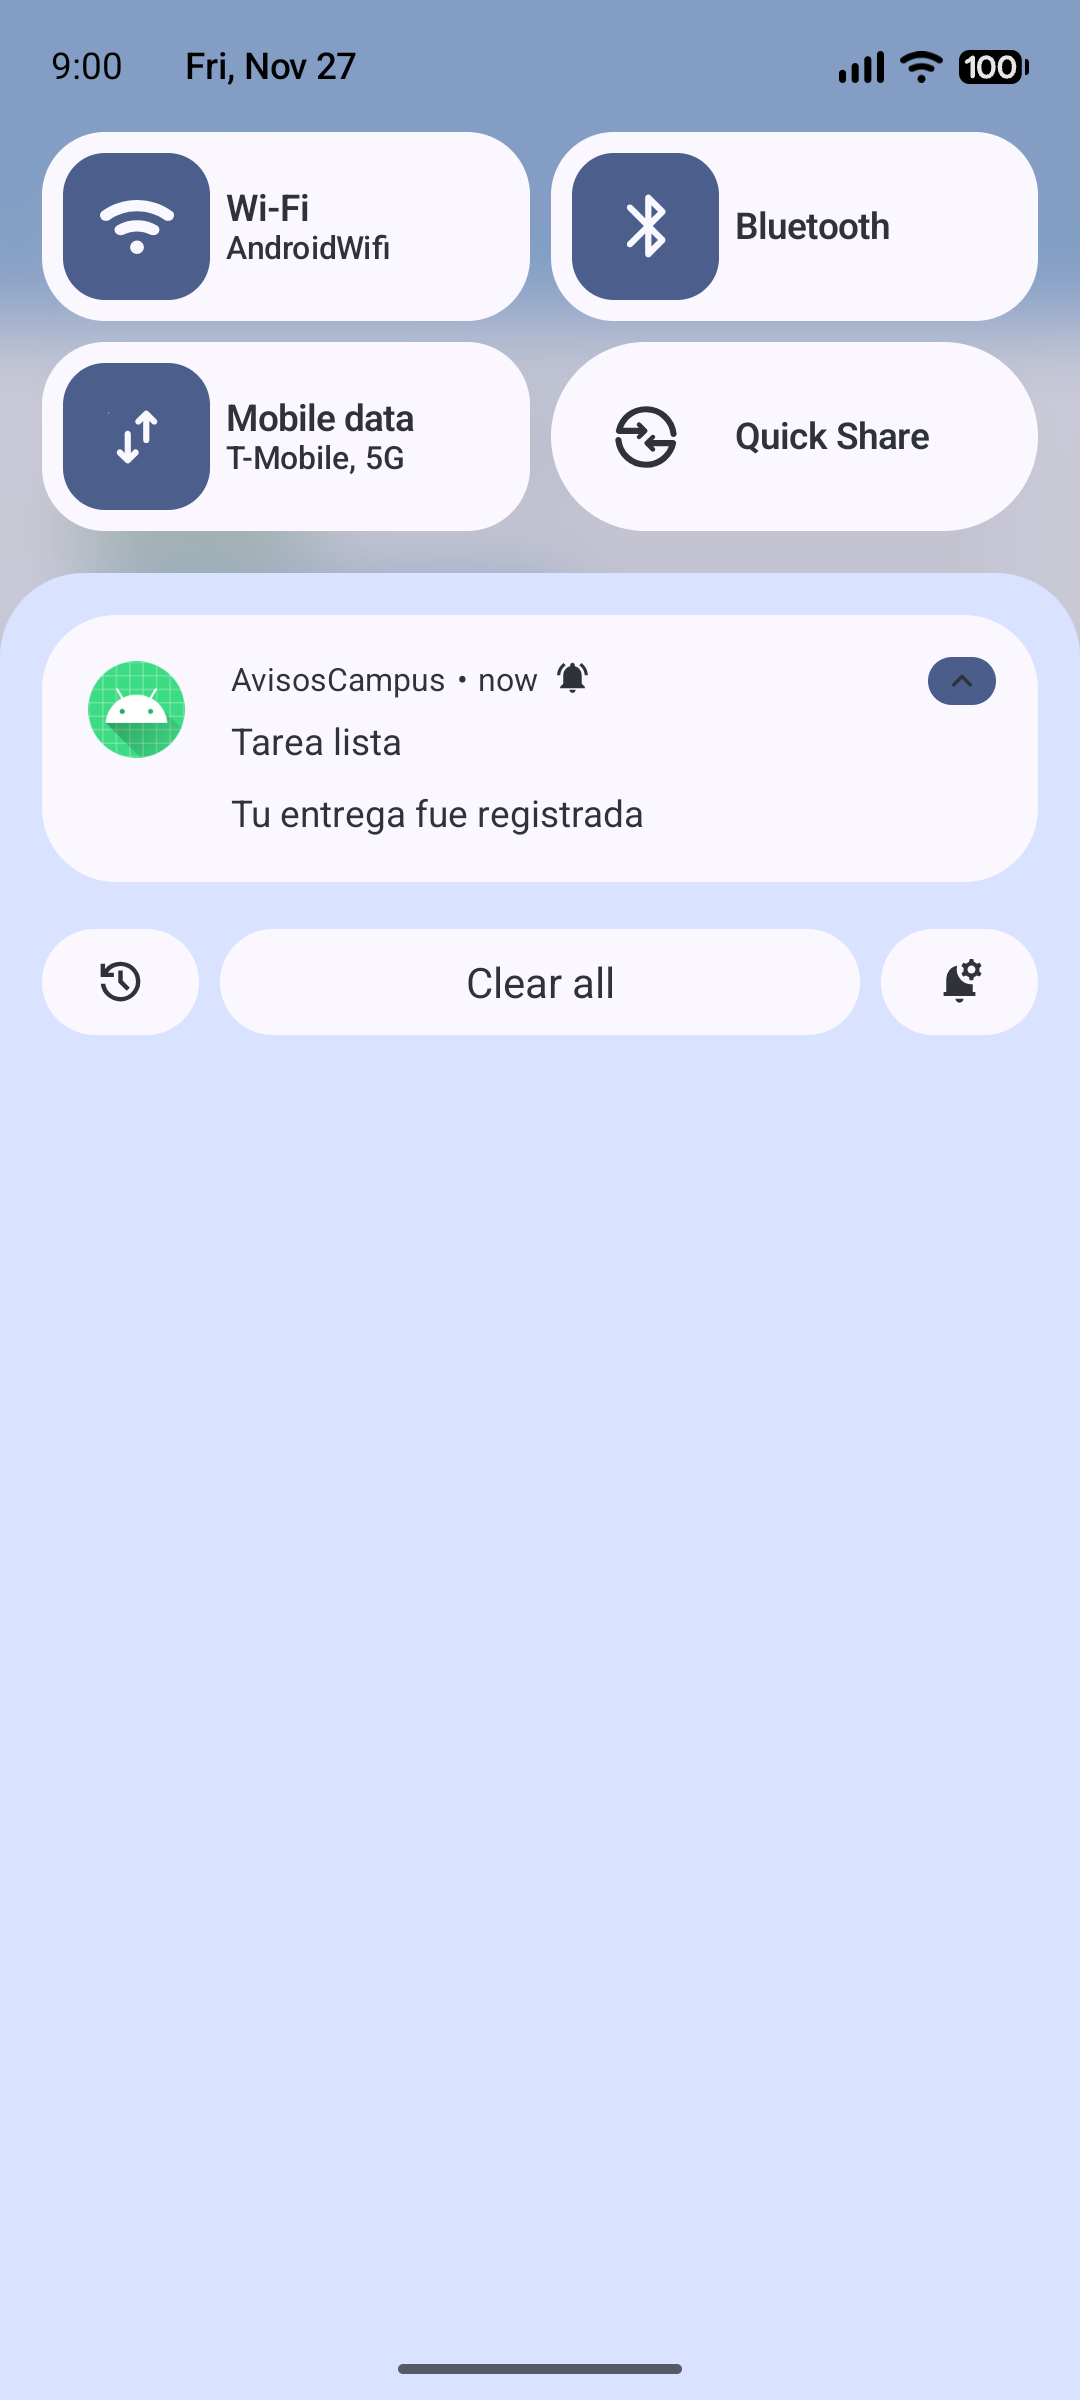 9:00 Fri, Nov 27 100
Wi-Fi
AndroidWifi
Bluetooth
Mobile data
T-Mobile, 5G
Quick Share
AvisosCampus • now
Tarea lista
Tu entrega fue registrada
Clear all